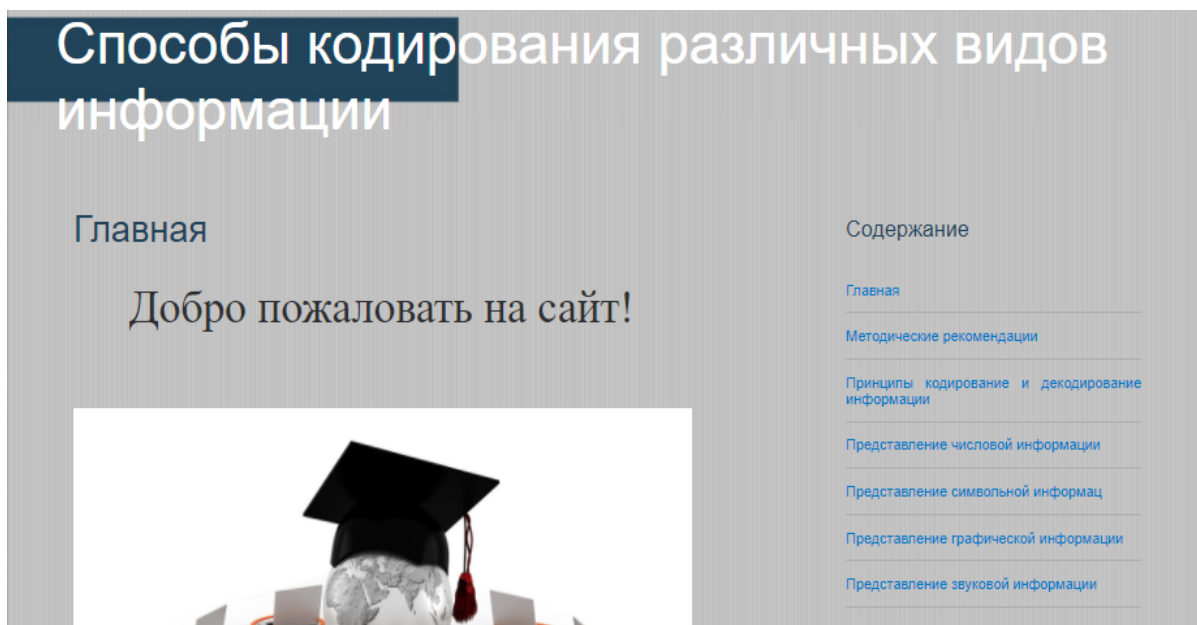 Способы кодирования различных видов
информации
Главная
Добро пожаловать на сайт!
Содержание
Главная
Методические рекомендации
Принципы кодирование и декодирование
информации
Представление числовой информации
Представление символьной информац
Представление графической информации
Представление звуковой информации